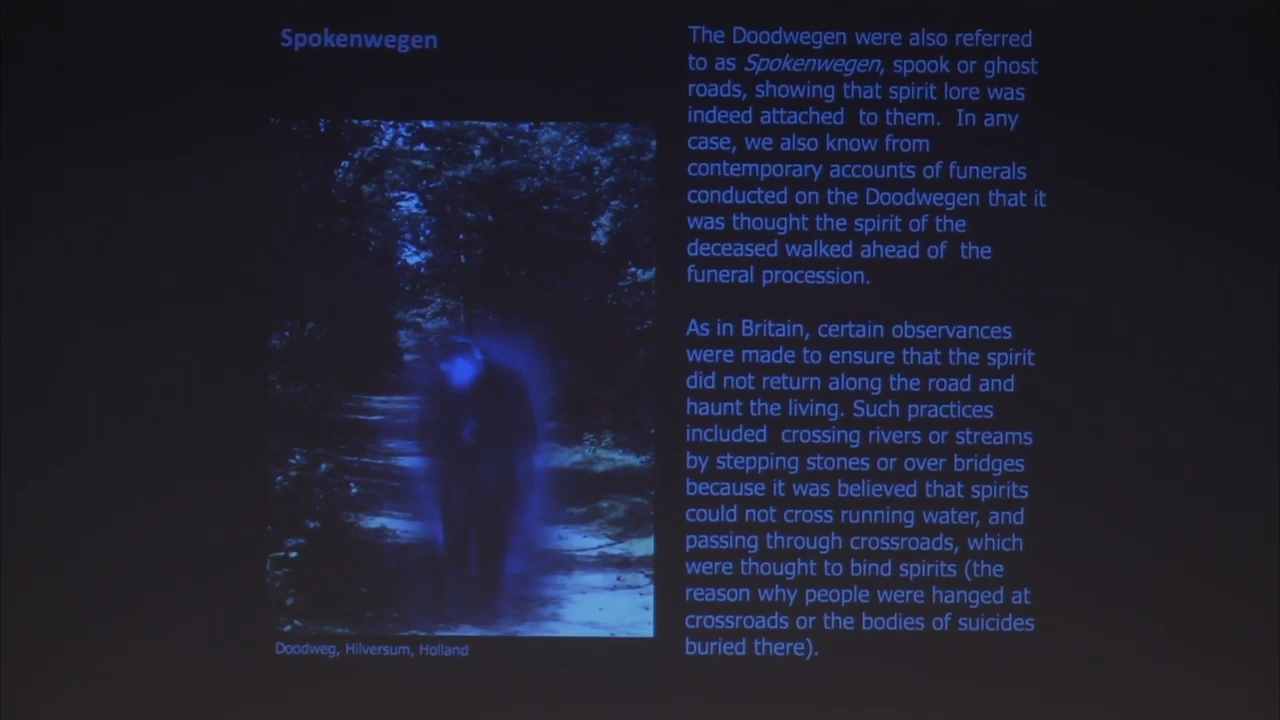 Spokenwegen
The Doodwegen were also referred
to as Spokenwegen, spook or ghost
roads, showing that spirit lore was
indeed attached to them. In any
case, we also know from
contemporary accounts of funerals
conducted on the Doodwegen that it
was thought the spirit of the
deceased walked ahead of the
funeral procession.
As in Britain, certain observances
were made to ensure that the spirit
did not return along the road and
haunt the living. Such practices
included crossing rivers or streams
by stepping stones or over bridges
because it was believed that spirits
could not cross running water, and
passing through crossroads, which
were thought to bind spirits (the
reason why people were hanged at
crossroads or the bodies of suicides
buried there).
Doodweg, Hilversum, Holland